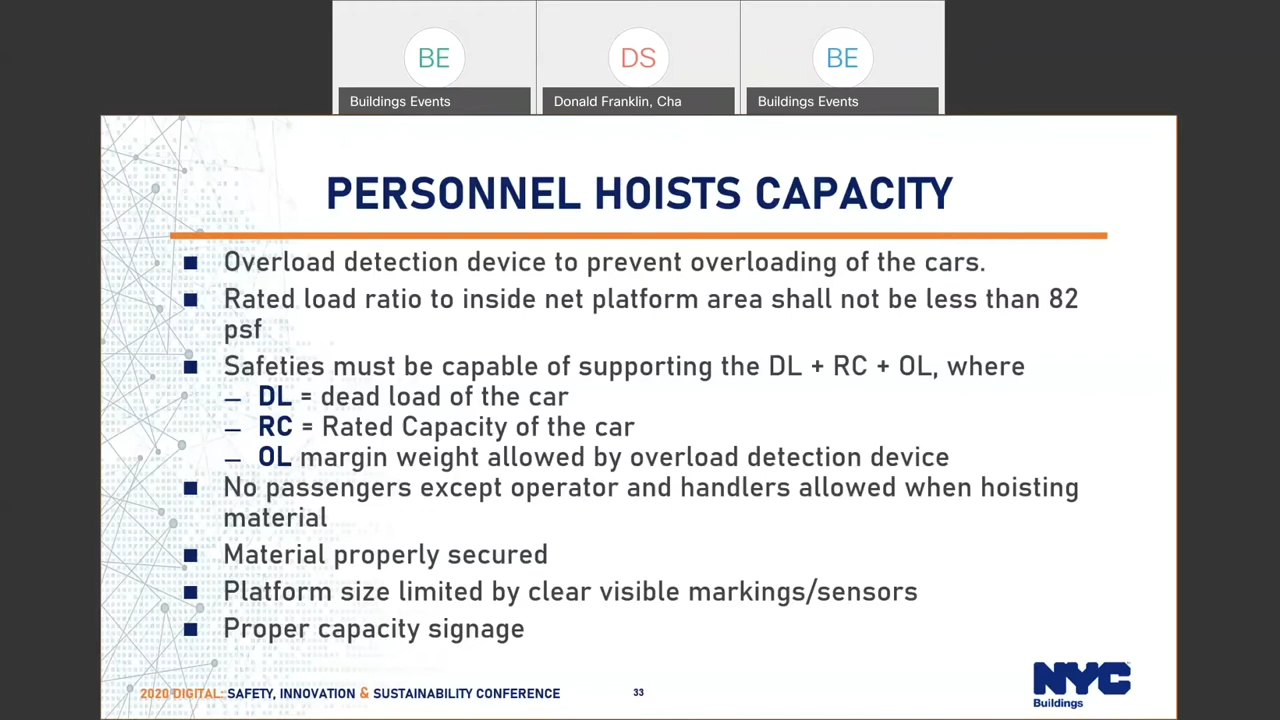 BE
DS
BE
Buildings Events
Donald Franklin, Cha
Buildings Events
PERSONNEL HOISTS CAPACITY
■ Overload detection device to prevent overloading of the cars.
■ Rated load ratio to inside net platform area shall not be less than 82
psf
■ Safeties must be capable of supporting the DL + RC + OL, where
– DL = dead load of the car
– RC = Rated Capacity of the car
– OL margin weight allowed by overload detection device
■ No passengers except operator and handlers allowed when hoisting
material
■ Material properly secured
■ Platform size limited by clear visible markings/sensors
■ Proper capacity signage
2020 DIGITAL: SAFETY, INNOVATION & SUSTAINABILITY CONFERENCE
33
NYC
Buildings